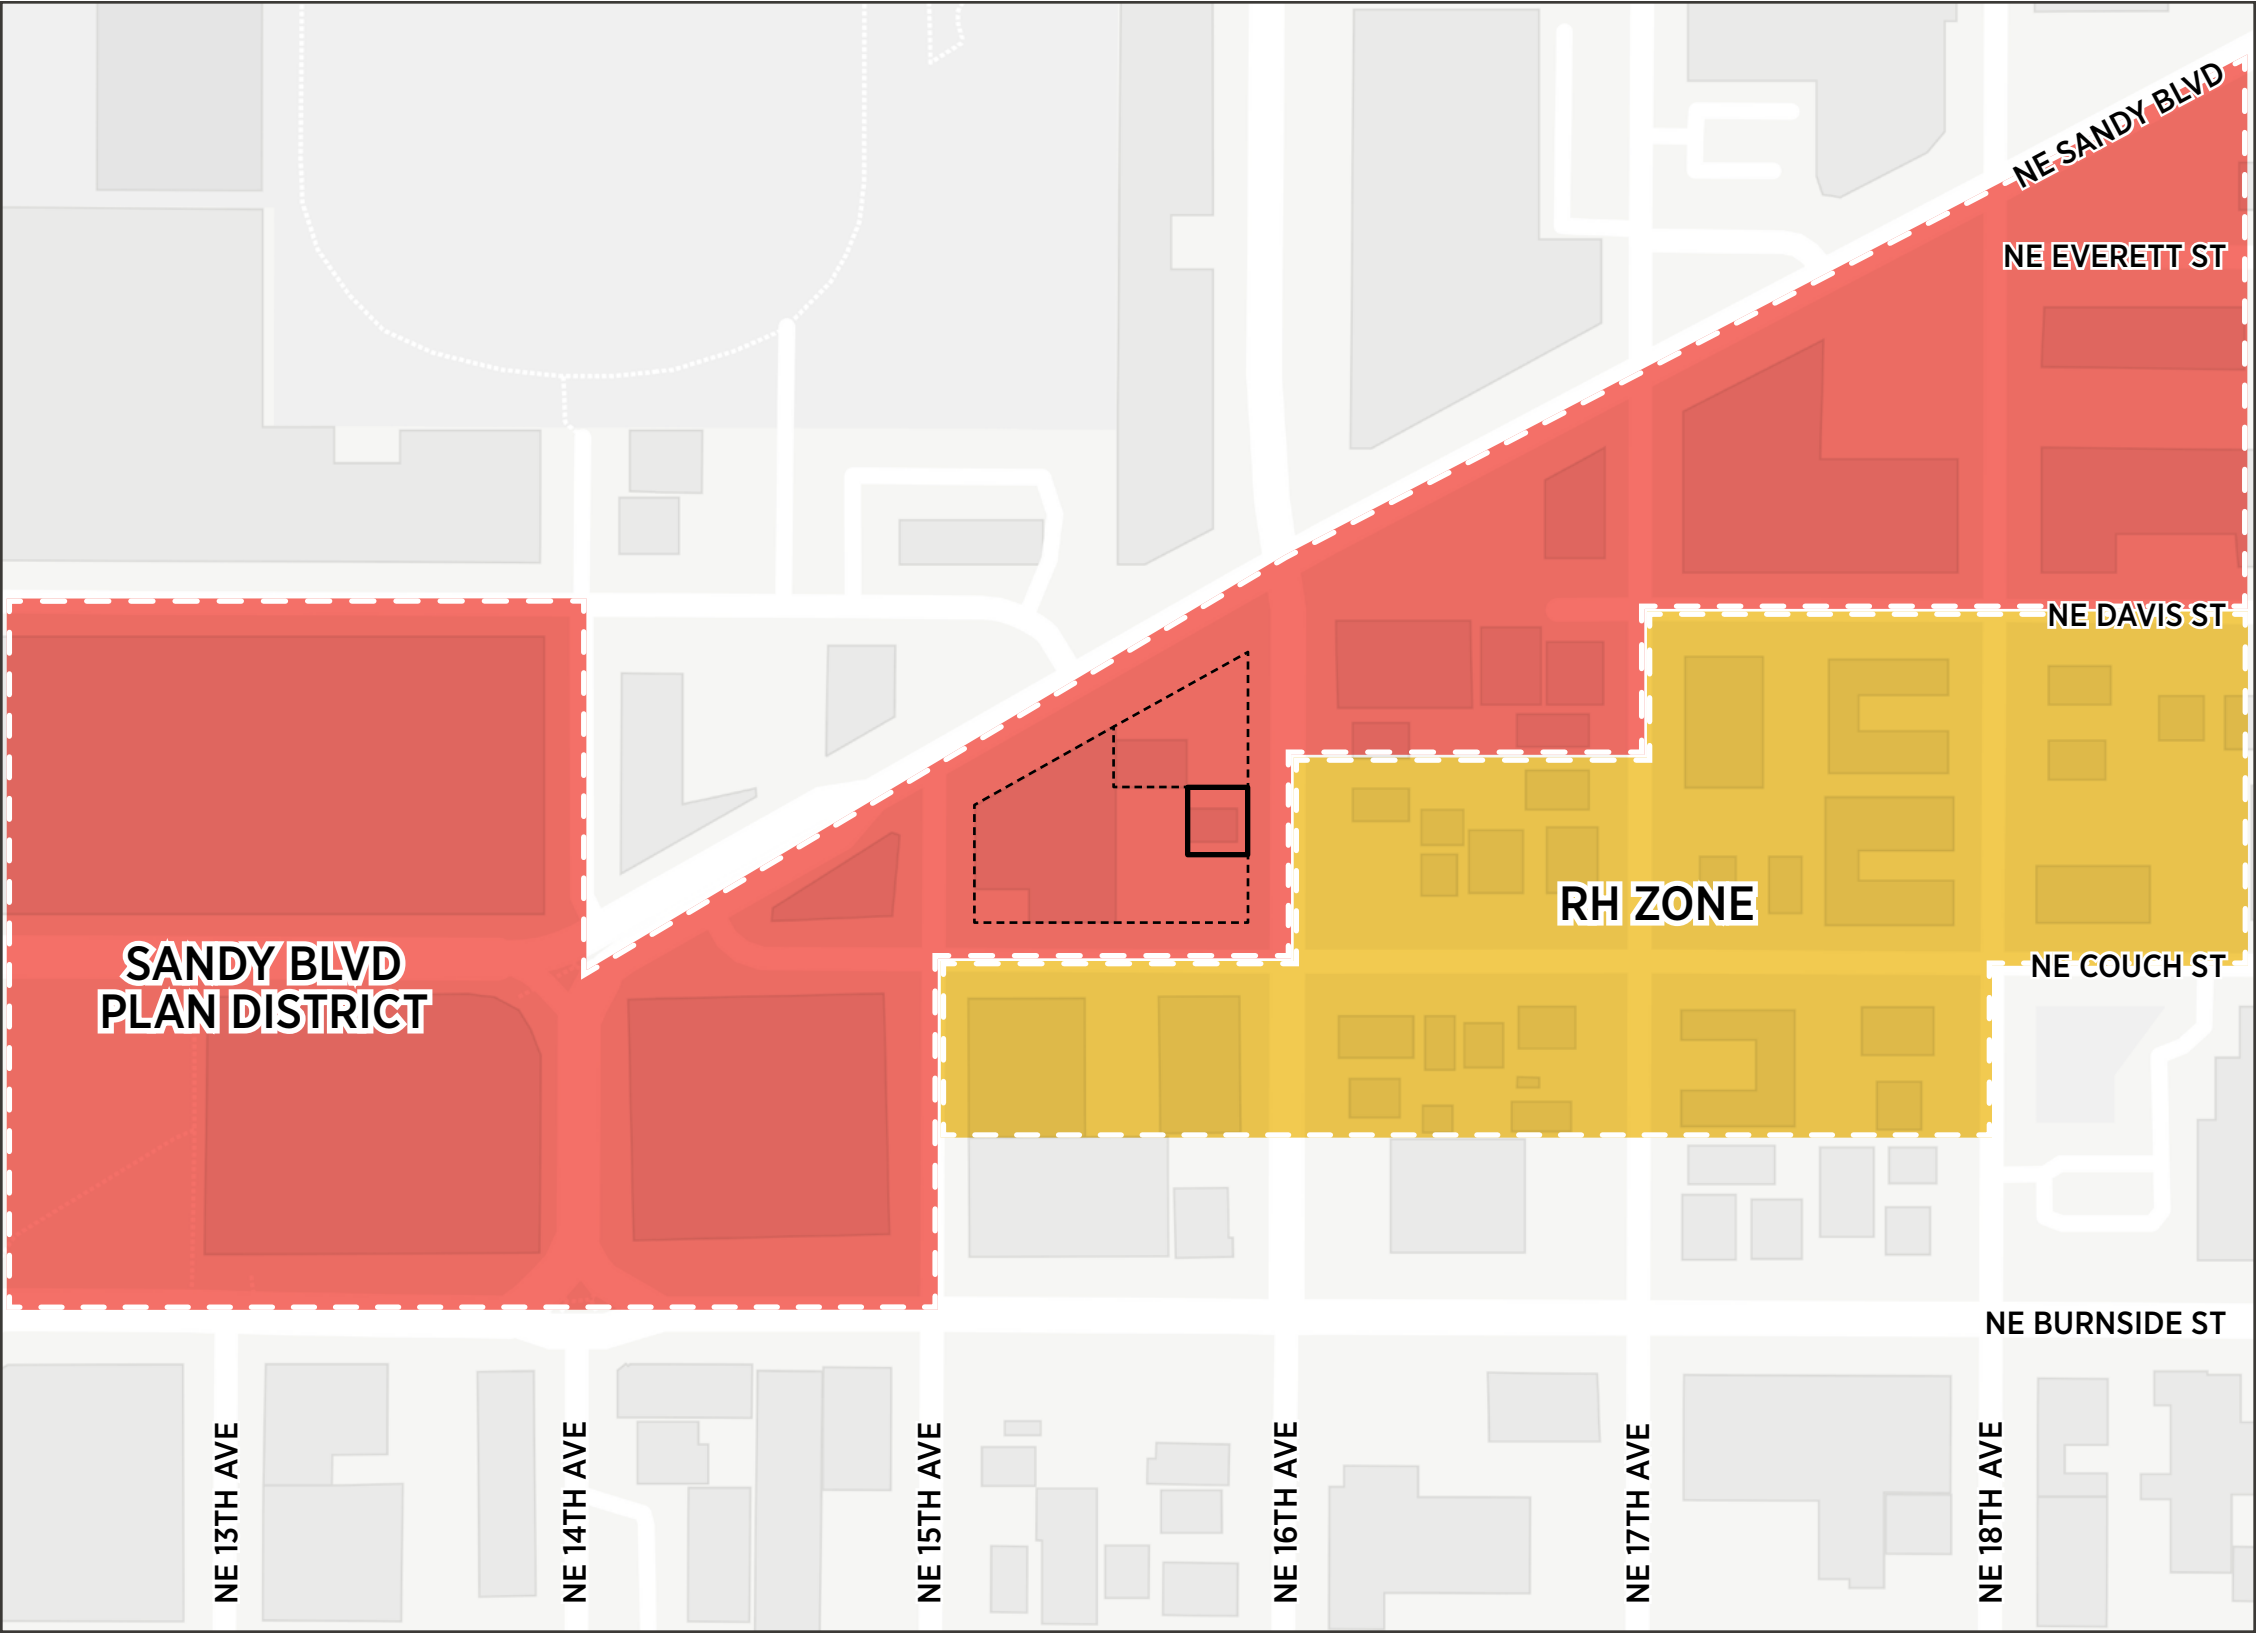 NE SANDY BLVD
NE EVERETT ST
NE DAVIS ST
RH ZONE
SANDY BLVD
PLAN DISTRICT
NE COUCH ST
NE BURNSIDE ST
NE 13TH AVE
NE 14TH AVE
NE 15TH AVE
NE 16TH AVE
NE 17TH AVE
NE 18TH AVE